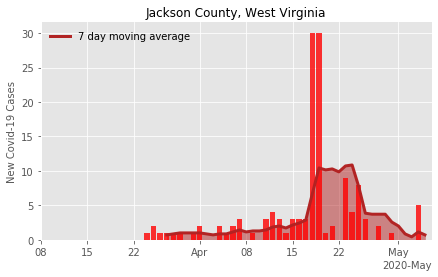 Jackson County, West Virginia
7 day moving average
New Covid-19 Cases
30
25
20
15
10
5
0
08 15 22 Apr 08 15 22 May
2020-May